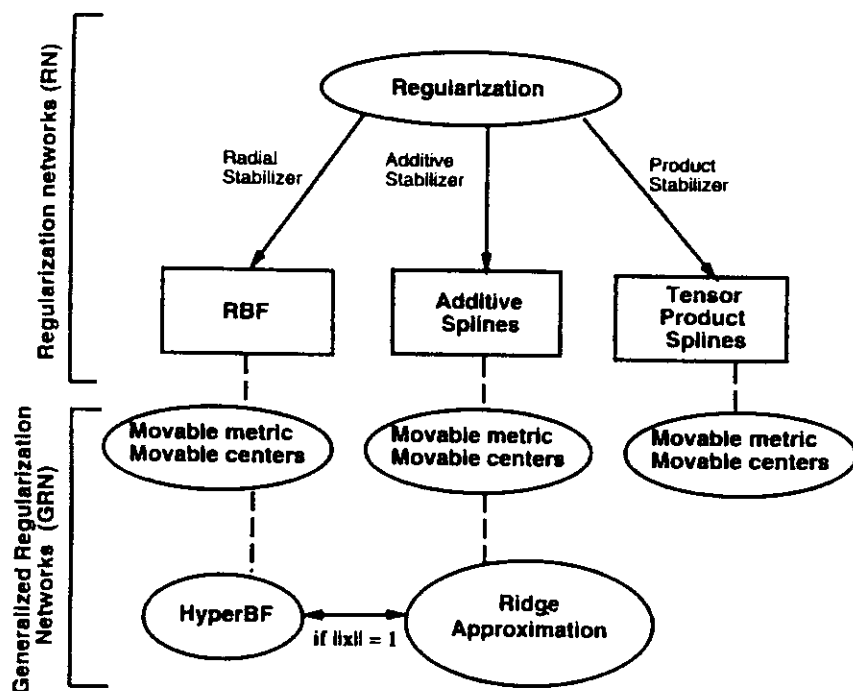 Regularization networks (RN)
Regularization
Radial
Stabilizer
Additive
Stabilizer
Product
Stabilizer
RBF
Additive
Splines
Tensor
Product
Splines
Generalized Regularization
Networks (GRN)
Movable metric
Movable centers
Movable metric
Movable centers
Movable metric
Movable centers
HyperBF
if ||x|| = 1
Ridge
Approximation